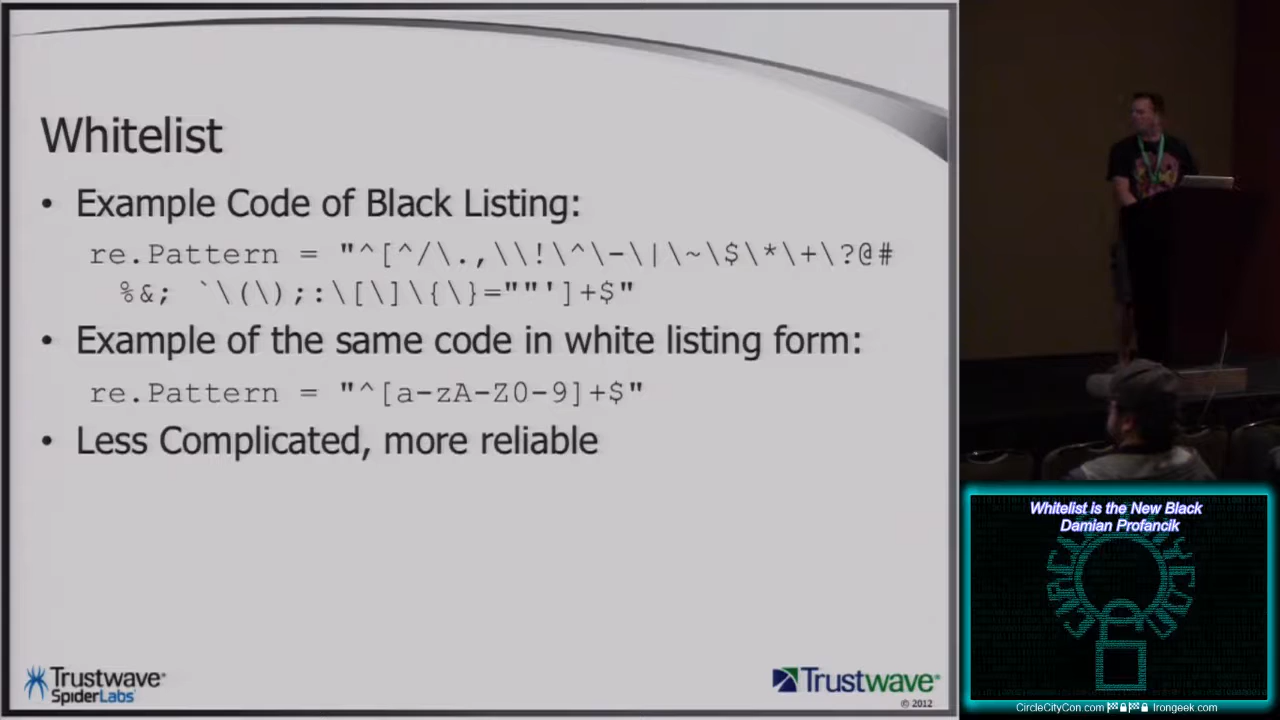 Whitelist
• Example Code of Black Listing:
re.Pattern = "^[^/\.,\\!\^\-\|\~\$\*\+\?@#
%&; `\(\);:\[\]\{\}=""']+$"
• Example of the same code in white listing form:
re.Pattern = "^[a-zA-Z0-9]+$"
• Less Complicated, more reliable
Trustwave®
SpiderLabs®
Trustwave®
© 2012
Whitelist is the New Black
Damian Profancik
CircleCityCon.com Irongeek.com